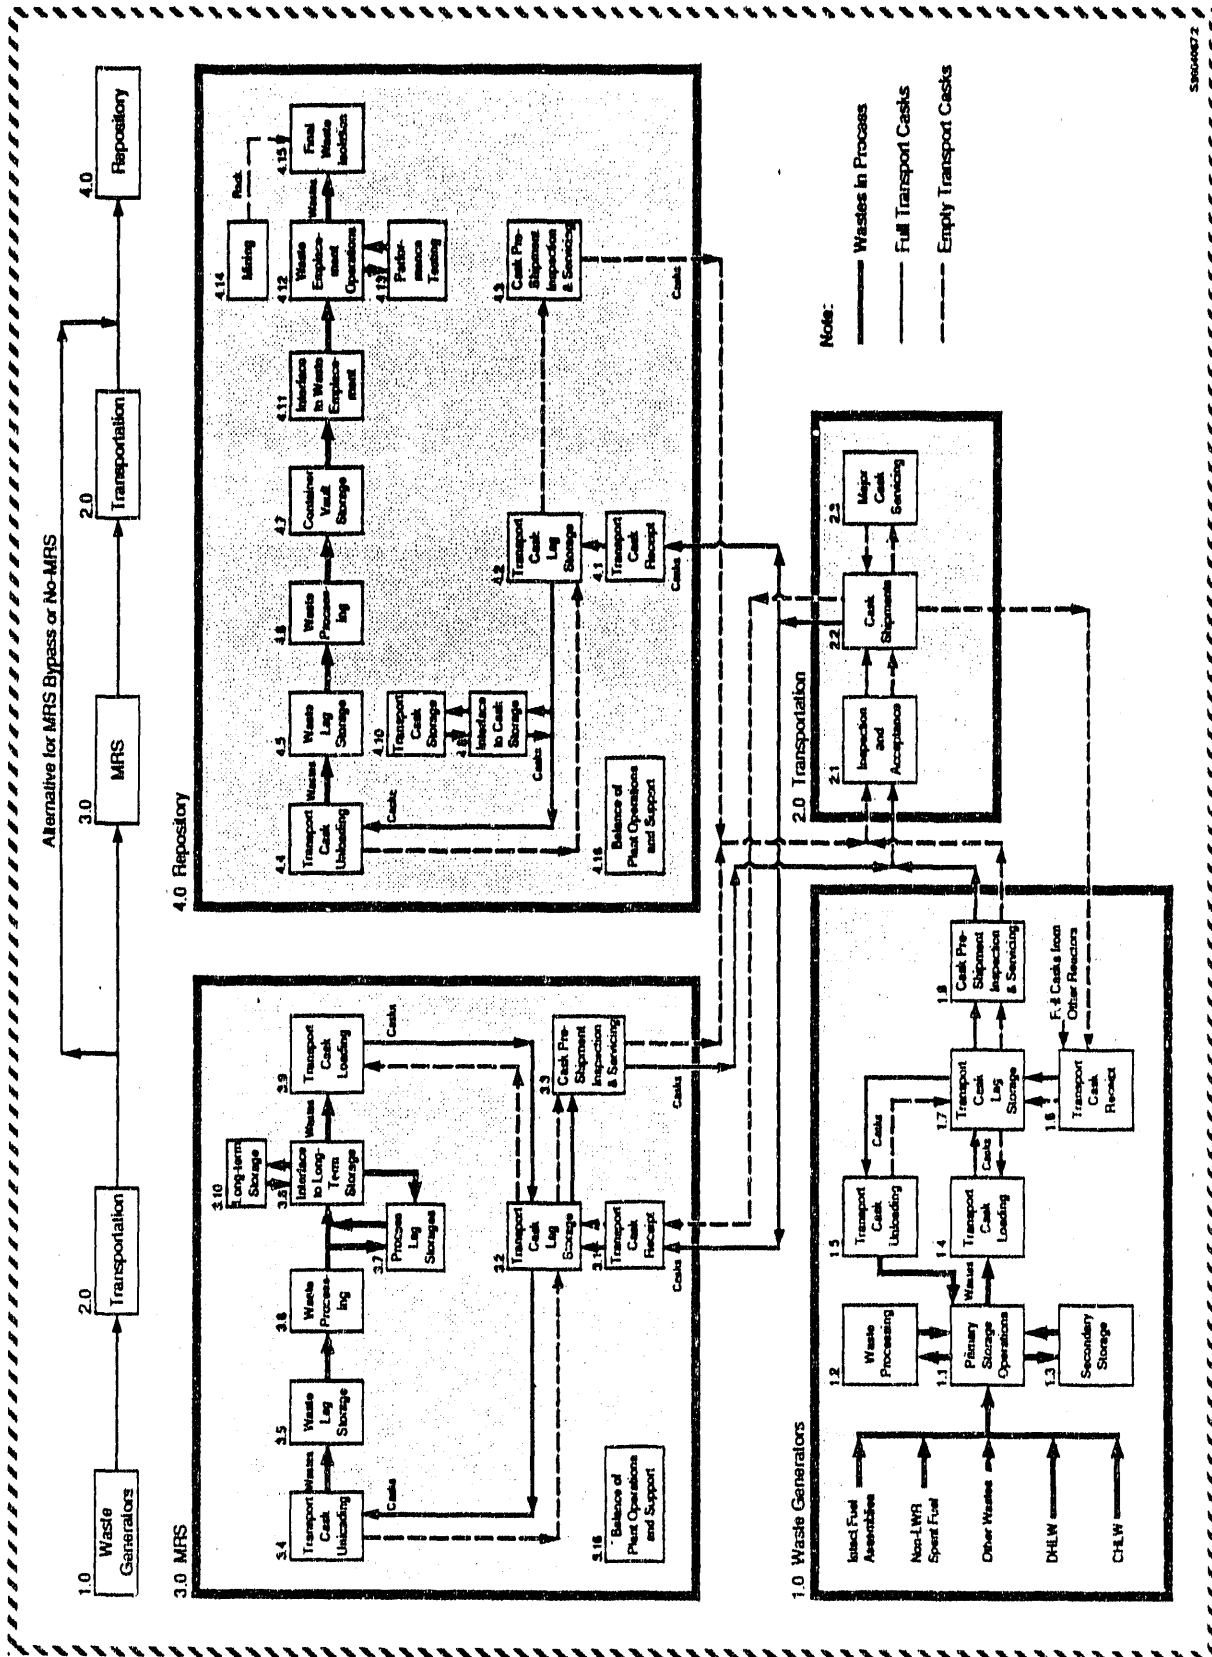 1.0
Waste
Generators
2.0
Transportation
3.0
MRS
2.0
Transportation
4.0
Repository
Alternative for MRS Bypass or No-MRS
3.0 MRS
3.4
Transport
Cask
Unloading
Wastes
3.5
Waste
Lag
Storage
3.6
Waste
Process-
ing
3.10
Long-term
Storage
3.8
Interface
to Long-
Term
Storage
Wastes
3.9
Transport
Cask
Loading
3.7
Process
Lag
Storages
Casks
Casks
3.2
Transport
Cask
Lag
Storage
3.3
Cask Pre-
Shipment
Inspection
& Servicing
3.1
Transport
Cask
Receipt
Casks
Casks
3.16
Balance of
Plant Operations
and Support
4.0 Repository
4.4
Transport
Cask
Unloading
Wastes
4.5
Waste
Lag
Storage
4.6
Waste
Process-
ing
4.7
Container
Vault
Storage
4.11
Interface
to Waste
Emplace-
ment
4.12
Waste
Emplace-
ment
Operations
Wastes
4.15
Final
Waste
Isolation
4.14
Mining
Rock
4.13
Perfor-
mance
Testing
Casks
4.10
Transport
Cask
Storage
Interface
to Cask
Storage
Casks
4.2
Transport
Cask
Lag
Storage
4.3
Cask Pre-
Shipment
Inspection
& Servicing
4.1
Transport
Cask
Receipt
Casks
Casks
4.16
Balance of
Plant Operations
and Support
1.0 Waste Generators
Intact Fuel
Assemblies
Non-LWR
Spent Fuel
Other Wastes
DHLW
CHLW
1.2
Waste
Processing
1.1
Primary
Storage
Operations
1.3
Secondary
Storage
Wastes
1.5
Transport
Cask
Unloading
1.4
Transport
Cask
Loading
Casks
Casks
1.7
Transport
Cask
Lag
Storage
1.6
Transport
Cask
Receipt
1.8
Cask Pre-
Shipment
Inspection
& Servicing
Full Casks from
Other Reactors
2.0 Transportation
2.1
Inspection
and
Acceptance
2.2
Cask
Shipments
2.3
Major
Cask
Servicing
Note:
Wastes in Process
Full Transport Casks
Empty Transport Casks